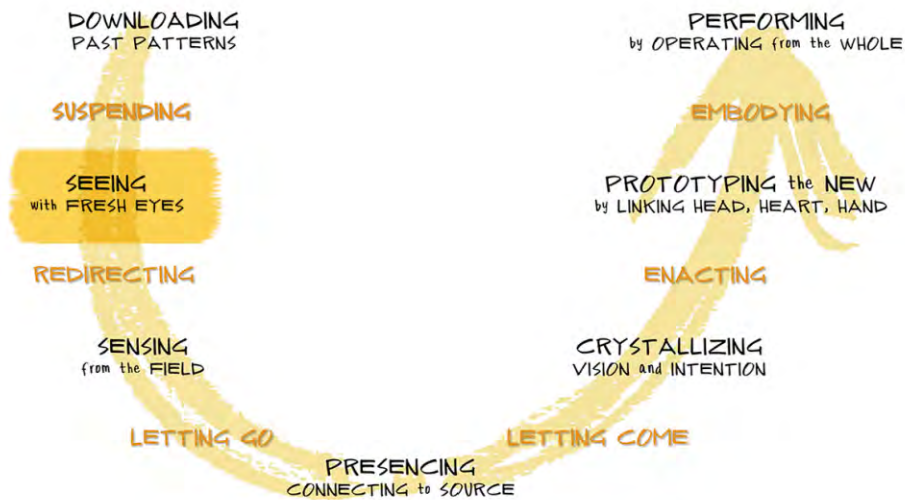 DOWNLOADING
PAST PATTERNS
SUSPENDING
SEEING
with FRESH EYES
REDIRECTING
SENSING
from the FIELD
LETTING GO
PRESENCING
CONNECTING to SOURCE
LETTING COME
CRYSTALLIZING
VISION and INTENTION
ENACTING
PROTOTYPING the NEW
by LINKING HEAD, HEART, HAND
EMBODYING
PERFORMING
by OPERATING from the WHOLE